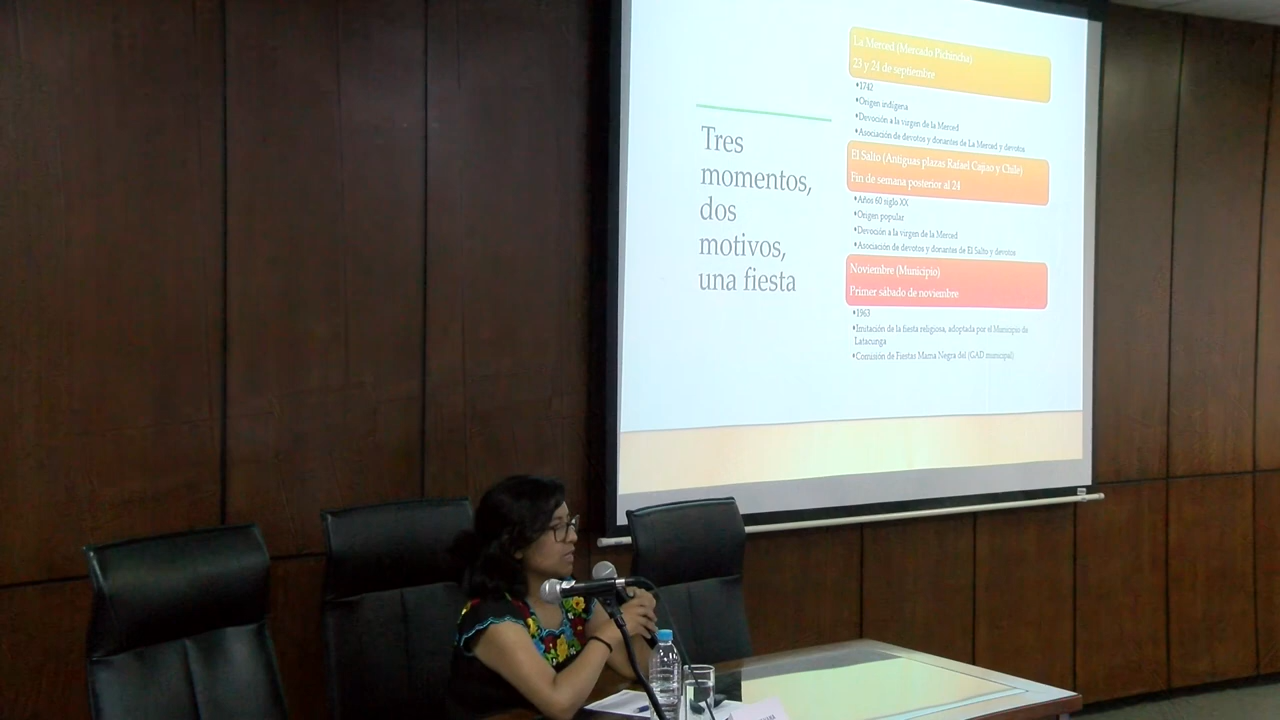 Tres
momentos,
dos
motivos,
una fiesta
La Merced (Mercado Pichincha)
23 y 24 de septiembre
•1742
•Origen indígena
•Devoción a la virgen de la Merced
•Asociación de devotos y donantes de La Merced y devotos
El Salto (Antiguas plazas Rafael Cajiao y Chile)
Fin de semana posterior al 24
•Años 60 siglo XX
•Origen popular
•Devoción a la virgen de la Merced
•Asociación de devotos y donantes de El Salto y devotos
Noviembre (Municipio)
Primer sábado de noviembre
•1963
•Imitación de la fiesta religiosa, adoptada por el Municipio de
Latacunga
•Comisión de Fiestas Mama Negra del (GAD municipal)